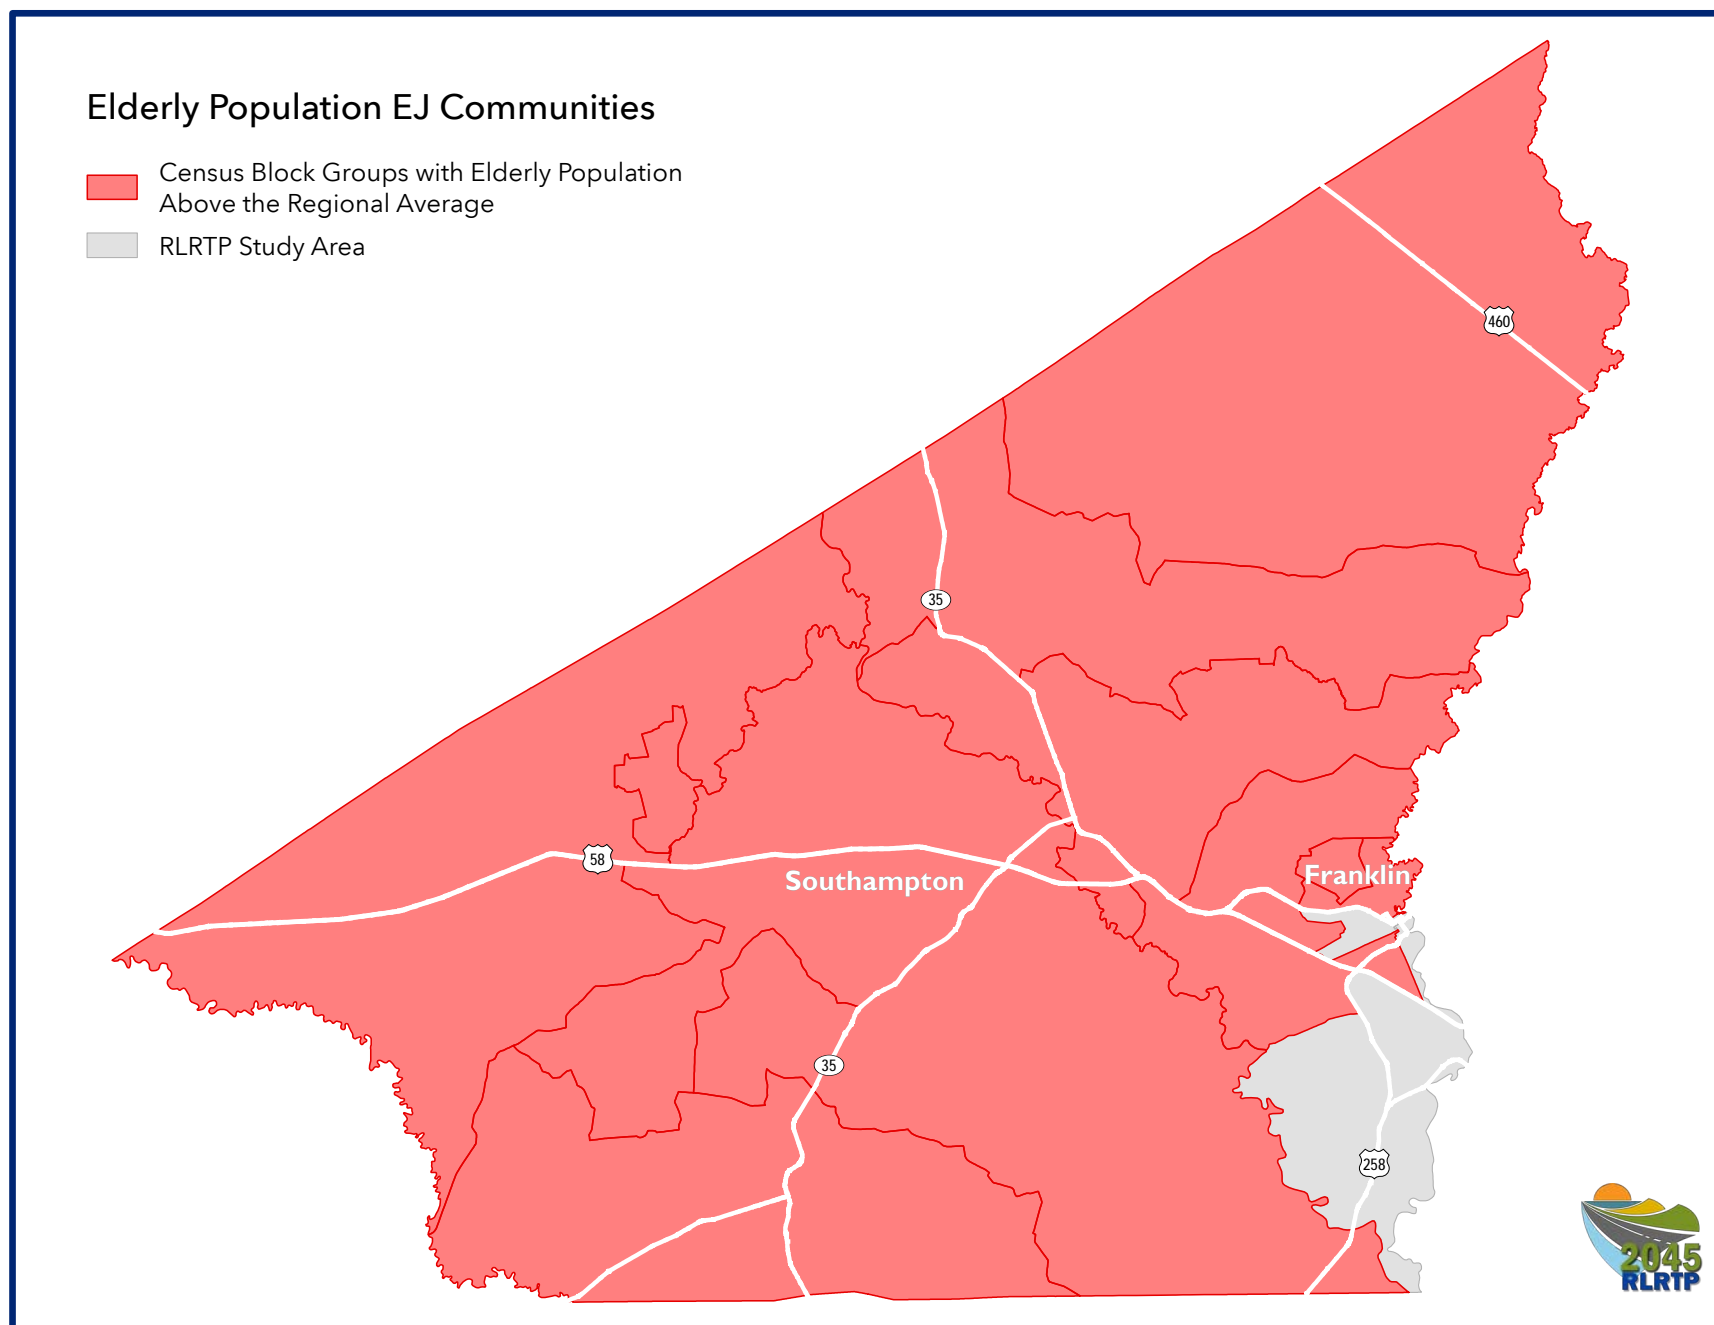 Elderly Population EJ Communities
Census Block Groups with Elderly Population
Above the Regional Average
RLRTP Study Area
460
35
58
Southampton
Franklin
35
258
2045
RLRTP